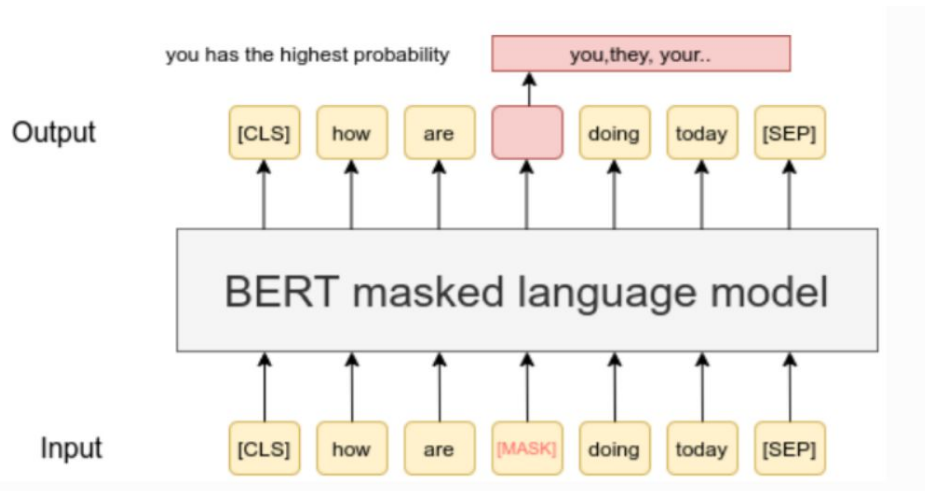 you has the highest probability you,they, your..
Output [CLS] how are doing today [SEP]
BERT masked language model
Input [CLS] how are [MASK] doing today [SEP]